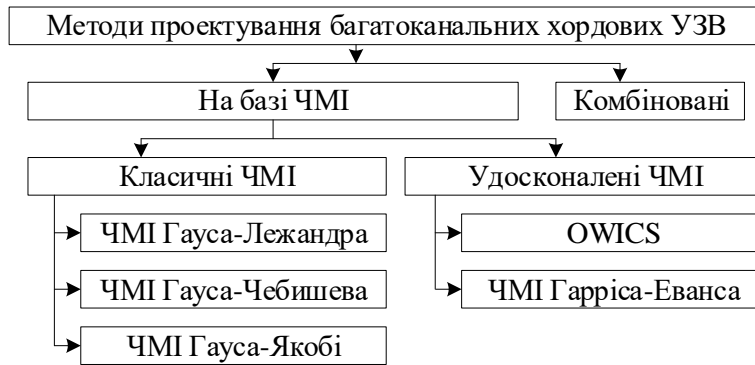 Методи проектування багатоканальних хордових УЗВ
На базі ЧМІ
Комбіновані
Класичні ЧМІ
Удосконалені ЧМІ
ЧМІ Гауса-Лежандра
OWICS
ЧМІ Гауса-Чебишева
ЧМІ Гарріса-Еванса
ЧМІ Гауса-Якобі